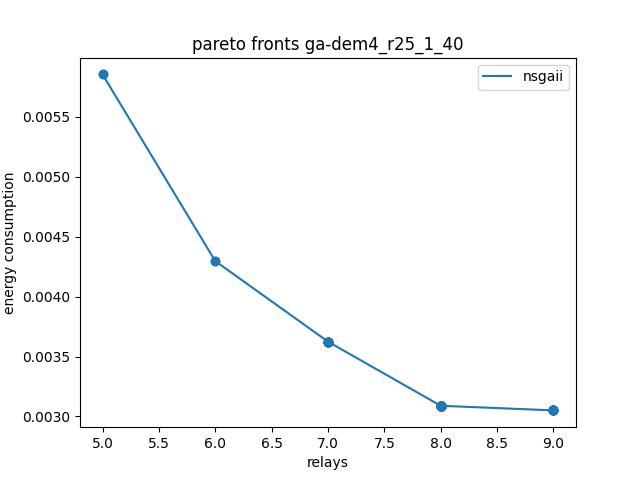 pareto fronts ga-dem4_r25_1_40
nsgaii
energy consumption
0.0055
0.0050
0.0045
0.0040
0.0035
0.0030
5.0 5.5 6.0 6.5 7.0 7.5 8.0 8.5 9.0
relays